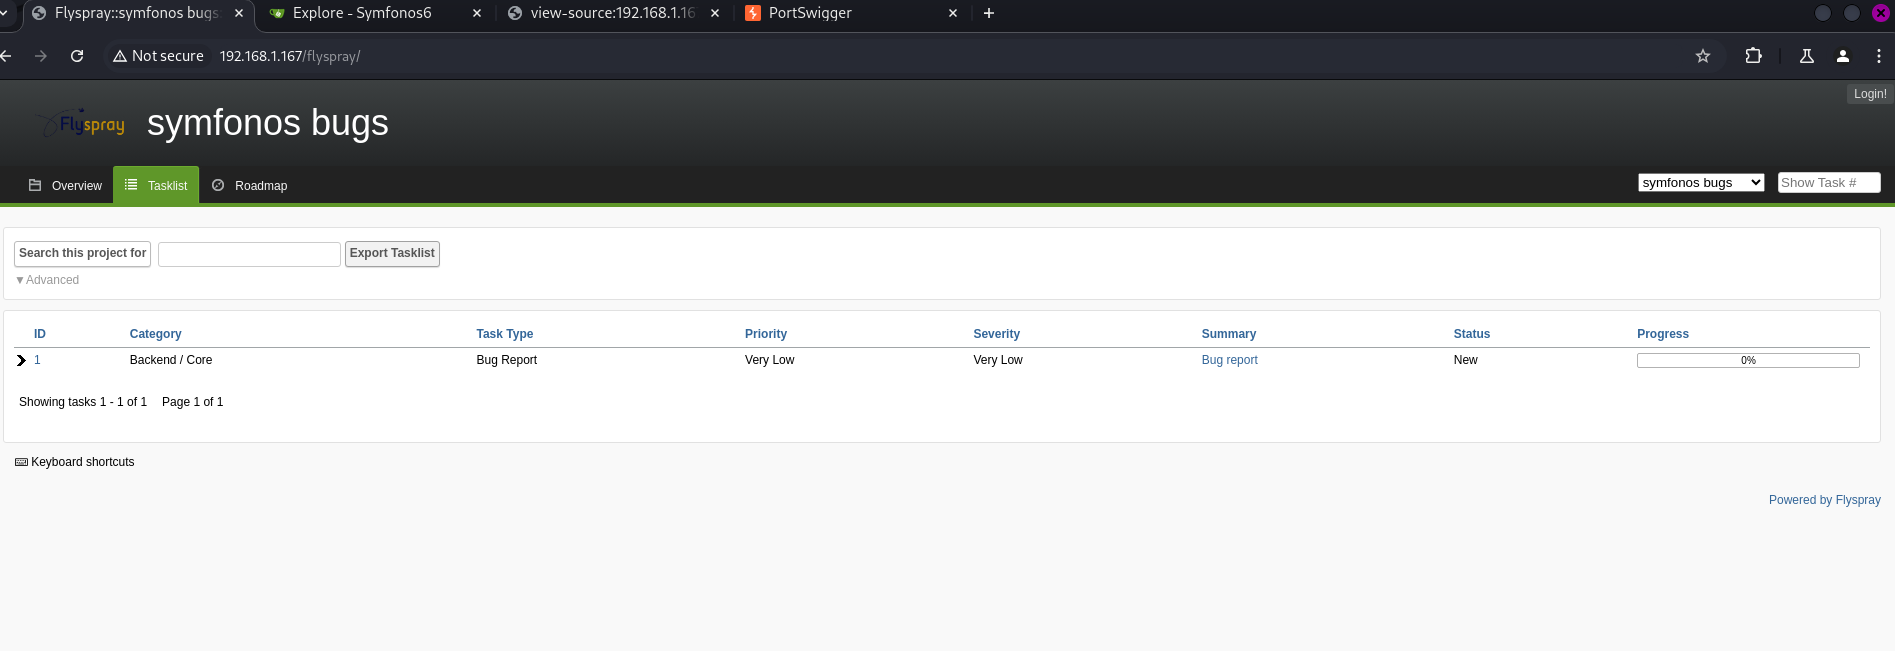 Flyspray::symfonos bugs
Explore - Symfonos6
view-source:192.168.1.16
PortSwigger
Not secure
192.168.1.167/flyspray/
Login!
Flyspray
symfonos bugs
Overview
Tasklist
Roadmap
symfonos bugs
Show Task #
Search this project for
Export Tasklist
▼Advanced
ID Category Task Type Priority Severity Summary Status Progress
1 Backend / Core Bug Report Very Low Very Low Bug report New 0%
Showing tasks 1 - 1 of 1 Page 1 of 1
Keyboard shortcuts
Powered by Flyspray